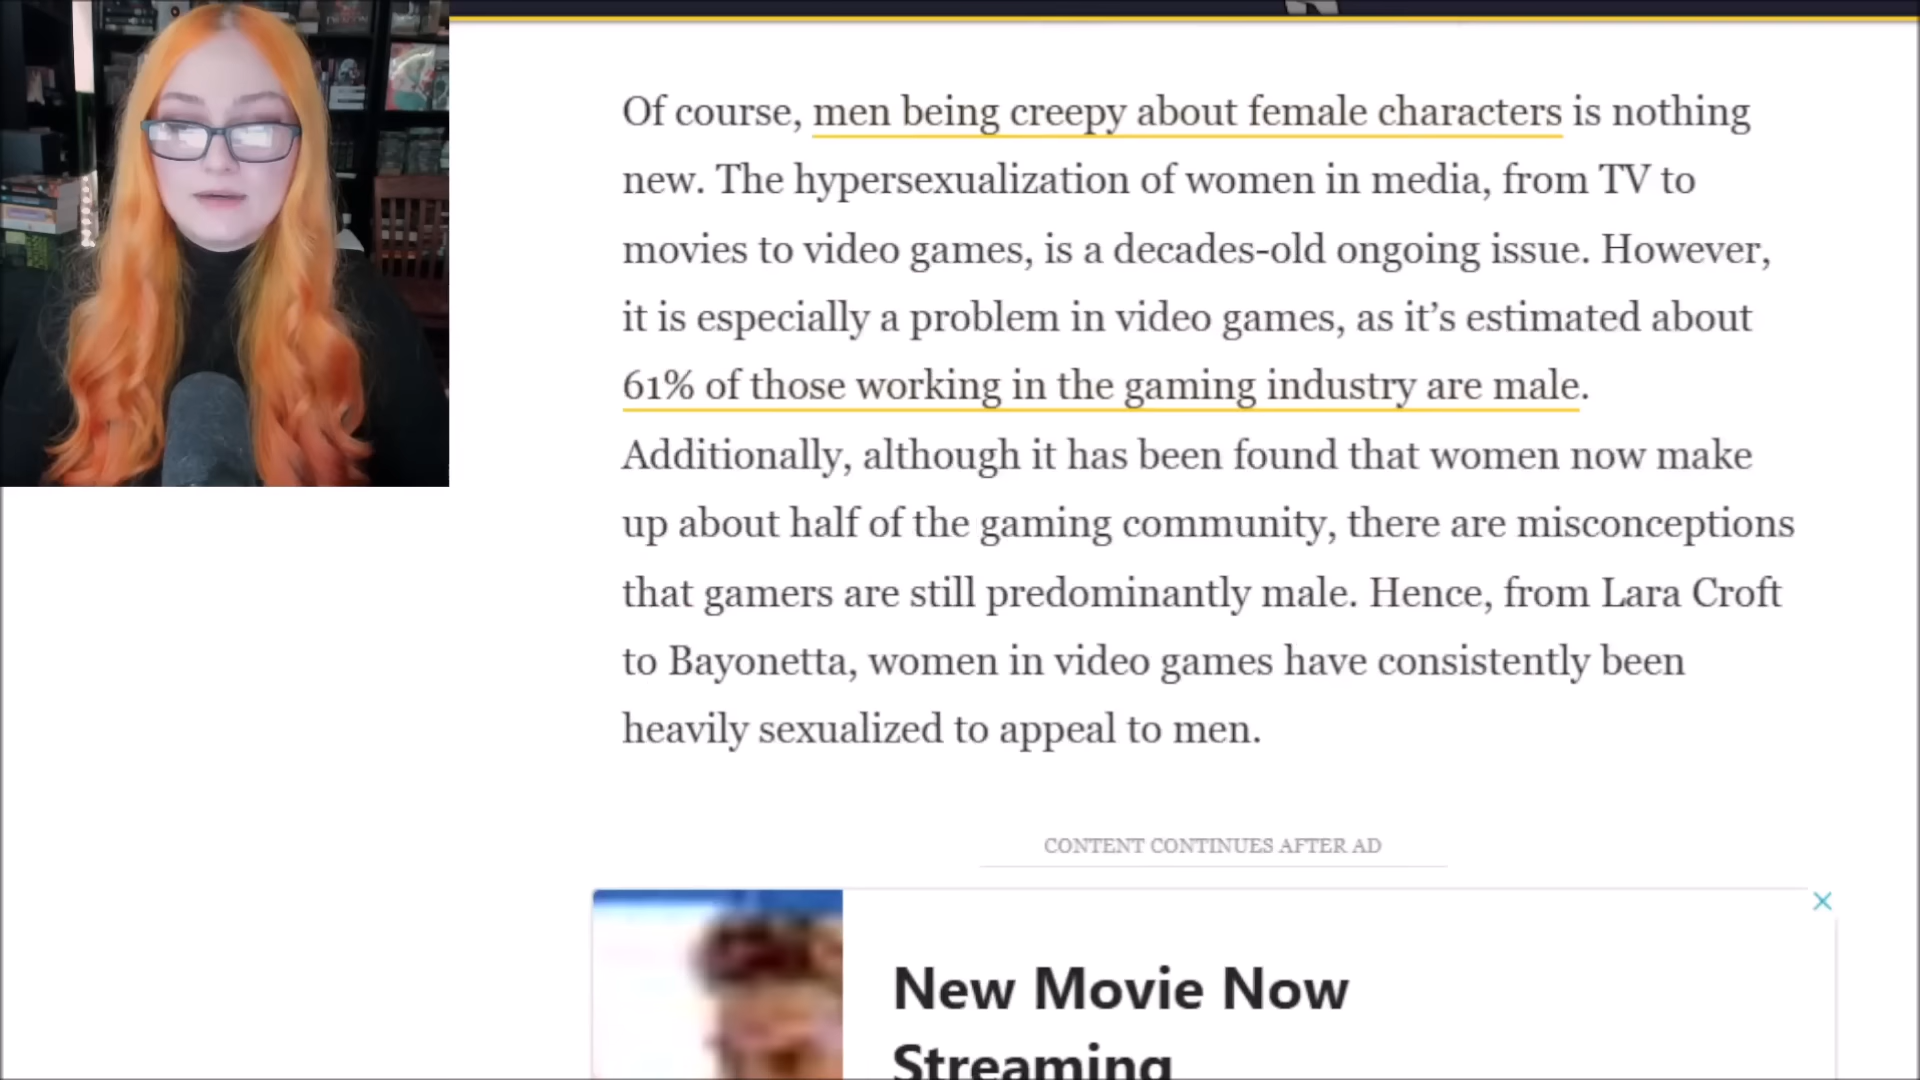 Of course, men being creepy about female characters is nothing
new. The hypersexualization of women in media, from TV to
movies to video games, is a decades-old ongoing issue. However,
it is especially a problem in video games, as it’s estimated about
61% of those working in the gaming industry are male.
Additionally, although it has been found that women now make
up about half of the gaming community, there are misconceptions
that gamers are still predominantly male. Hence, from Lara Croft
to Bayonetta, women in video games have consistently been
heavily sexualized to appeal to men.
CONTENT CONTINUES AFTER AD
New Movie Now
Streaming